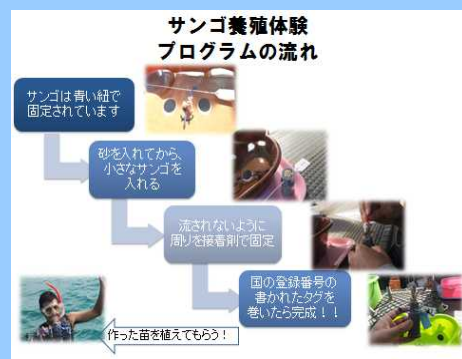 サンゴ養殖体験
プログラムの流れ
サンゴは青い紐で
固定されています
砂を入れてから、
小さなサンゴを
入れる
流されないように
周りを接着剤で固定
国の登録番号の
書かれたタグを
巻いたら完成！！
作った苗を植えてもらう！